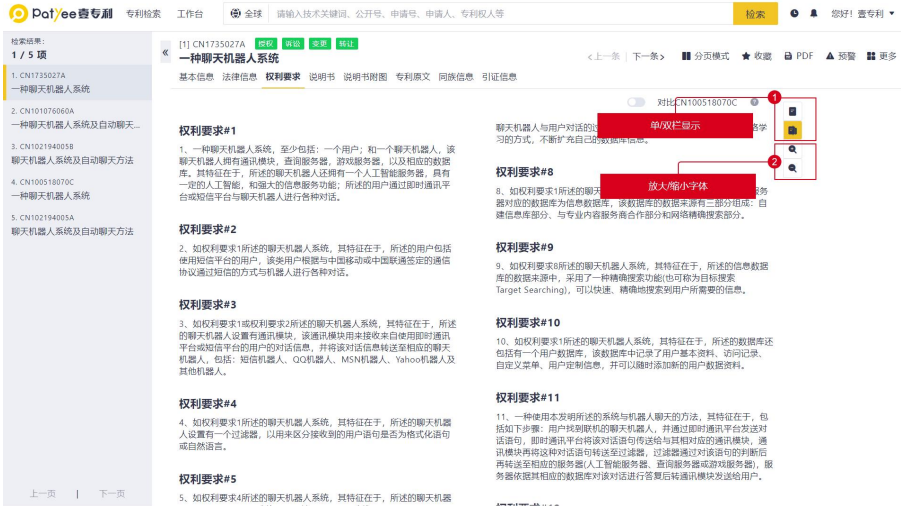 Patyee壹专利 专利检索 工作台 全球 请输入技术关键词、公开号、申请号、申请人、专利权人等 检索 您好！壹专利
检索结果：
1 / 5 项
1. CN1735027A
一种聊天机器人系统
2. CN101076060A
一种聊天机器人系统及自动聊天...
3. CN102194005B
聊天机器人系统及自动聊天方法
4. CN100518070C
一种聊天机器人系统
5. CN102194005A
聊天机器人系统及自动聊天方法
上一页 | 下一页
[1] CN1735027A 授权 诉讼 变更 转让
一种聊天机器人系统
<上一条 下一条> 分页模式 收藏 PDF 预警 更多
基本信息 法律信息 权利要求 说明书 说明书附图 专利原文 同族信息 引证信息
对比CN100518070C
1
单/双栏显示
2
放大/缩小字体
权利要求#1
1、一种聊天机器人系统，至少包括：一个用户；和一个聊天机器人，该
聊天机器人拥有通讯模块，查询服务器，游戏服务器，以及相应的数据
库。其特征在于，所述的聊天机器人还拥有一个人工智能服务器，具有
一定的人工智能，和强大的信息服务功能；所述的用户通过即时通讯平
台或短信平台与聊天机器人进行各种对话。
权利要求#2
2、如权利要求1所述的聊天机器人系统，其特征在于，所述的用户包括
使用短信平台的用户，该类用户根据与中国移动或中国联通签定的通信
协议通过短信的方式与机器人进行各种对话。
权利要求#3
3、如权利要求1或权利要求2所述的聊天机器人系统，其特征在于，所述
的聊天机器人设置有通讯模块，该通讯模块用来接收来自使用即时通讯
平台或短信平台的用户的对话信息，并将该对话信息转送至相应的聊天
机器人，包括：短信机器人、QQ机器人、MSN机器人、Yahoo机器人及
其他机器人。
权利要求#4
4、如权利要求1所述的聊天机器人系统，其特征在于，所述的聊天机器
人设置有一个过滤器，以用来区分接收到的用户语句是否为格式化语句
或自然语言。
权利要求#5
5、如权利要求1所述的聊天机器人系统，其特征在于，所述的聊天机器
聊天机器人与用户对话的过 络学
习的方式，不断扩充自己的数据库信息。
权利要求#8
8、如权利要求1所述的聊天 服务
器对应的数据库为信息数据库，该数据库的数据来源有三部分组成：自
建信息库部分、与专业内容服务商合作部分和网络精确搜索部分。
权利要求#9
9、如权利要求8所述的聊天机器人系统，其特征在于，所述的信息数据
库的数据来源中，采用了一种精确搜索功能(也可称为目标搜索
Target Searching)，可以快速、精确地搜索到用户所需要的信息。
权利要求#10
10、如权利要求1所述的聊天机器人系统，其特征在于，所述的数据库还
包括有一个用户数据库，该数据库中记录了用户基本资料、访问记录、
自定义菜单、用户定制信息，并可以随时添加新的用户数据资料。
权利要求#11
11、一种使用本发明所述的系统与机器人聊天的方法，其特征在于，包
括如下步骤：用户找到联机的聊天机器人，并通过即时通讯平台发送对
话语句，即时通讯平台将该对话语句传送给与其相对应的通讯模块，通
讯模块再将这种对话语句转送至过滤器，过滤器通过对该语句的判断后
再转送至相应的服务器(人工智能服务器、查询服务器或游戏服务器)，服
务器依据其相应的数据库对该对话进行答复后转通讯模块发送给用户。